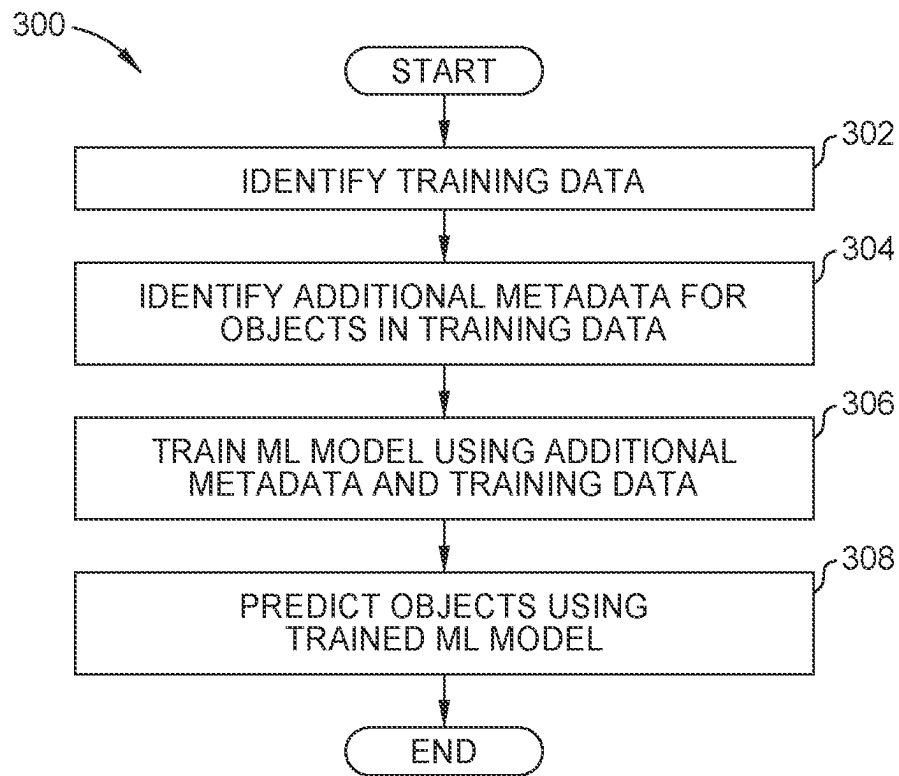 300
START
302
IDENTIFY TRAINING DATA
304
IDENTIFY ADDITIONAL METADATA FOR
OBJECTS IN TRAINING DATA
306
TRAIN ML MODEL USING ADDITIONAL
METADATA AND TRAINING DATA
308
PREDICT OBJECTS USING
TRAINED ML MODEL
END